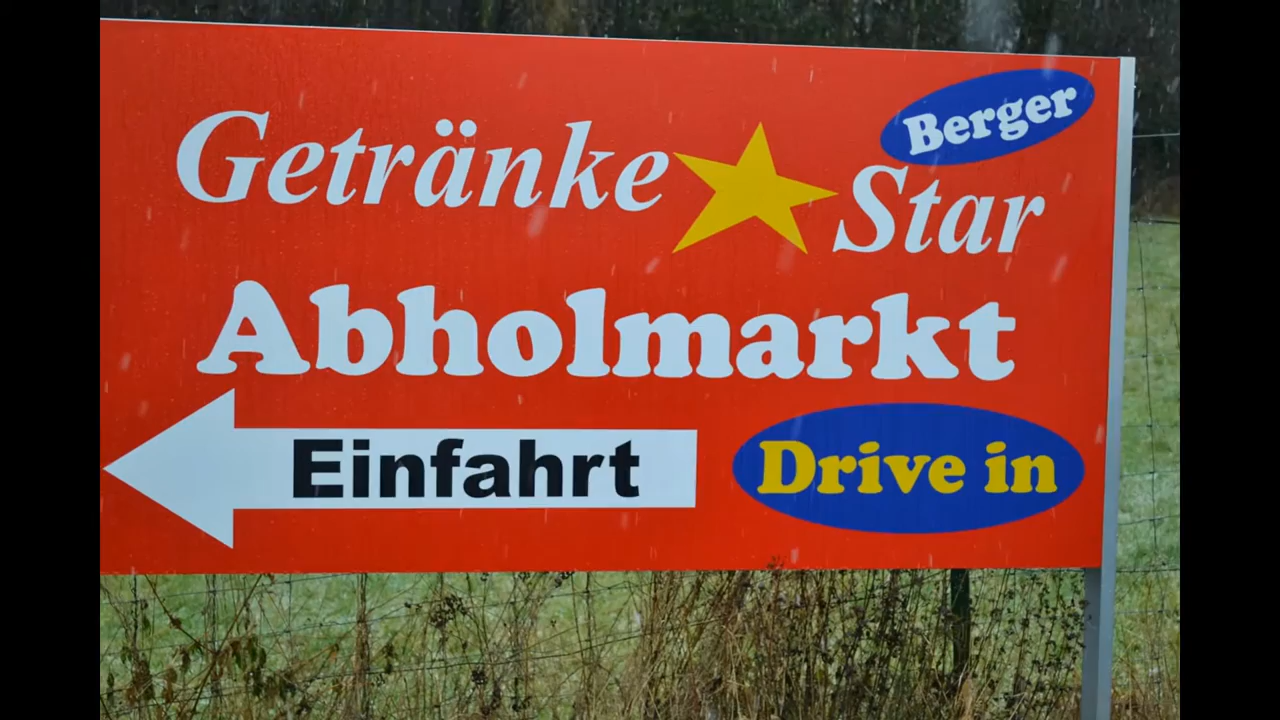 Berger
Getränke Star
Abholmarkt
Einfahrt
Drive in